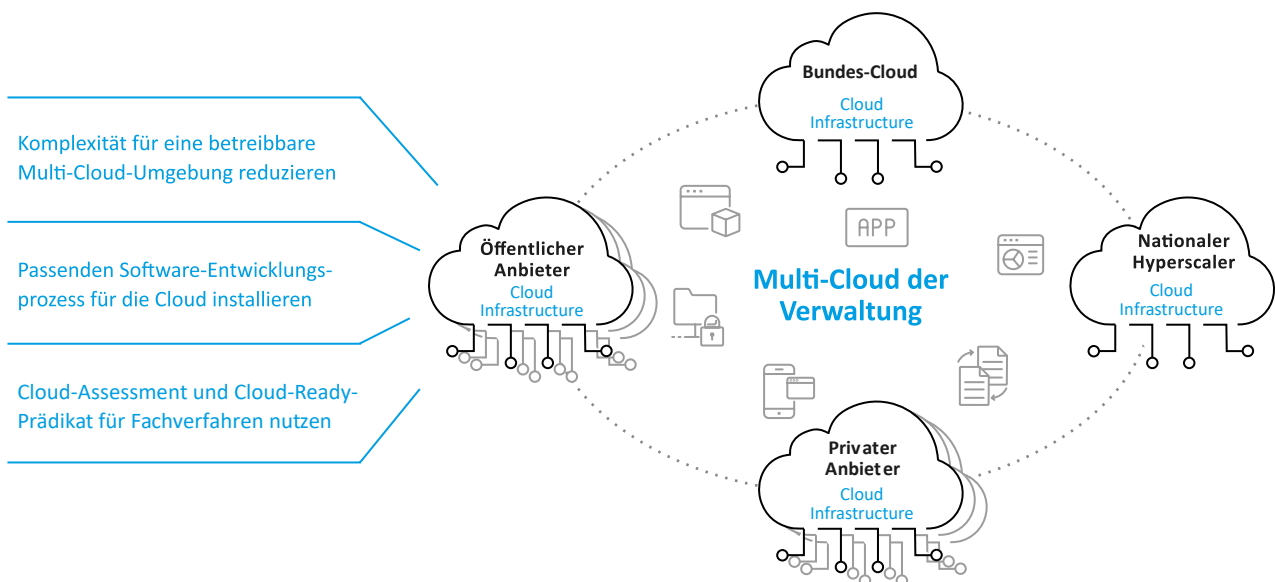 Komplexität für eine betreibbare
Multi-Cloud-Umgebung reduzieren
Passenden Software-Entwicklungs-
prozess für die Cloud installieren
Cloud-Assessment und Cloud-Ready-
Prädikat für Fachverfahren nutzen
Bundes-Cloud
Cloud
Infrastructure
Öffentlicher
Anbieter
Cloud
Infrastructure
APP
Multi-Cloud der
Verwaltung
Nationaler
Hyperscaler
Cloud
Infrastructure
Privater
Anbieter
Cloud
Infrastructure